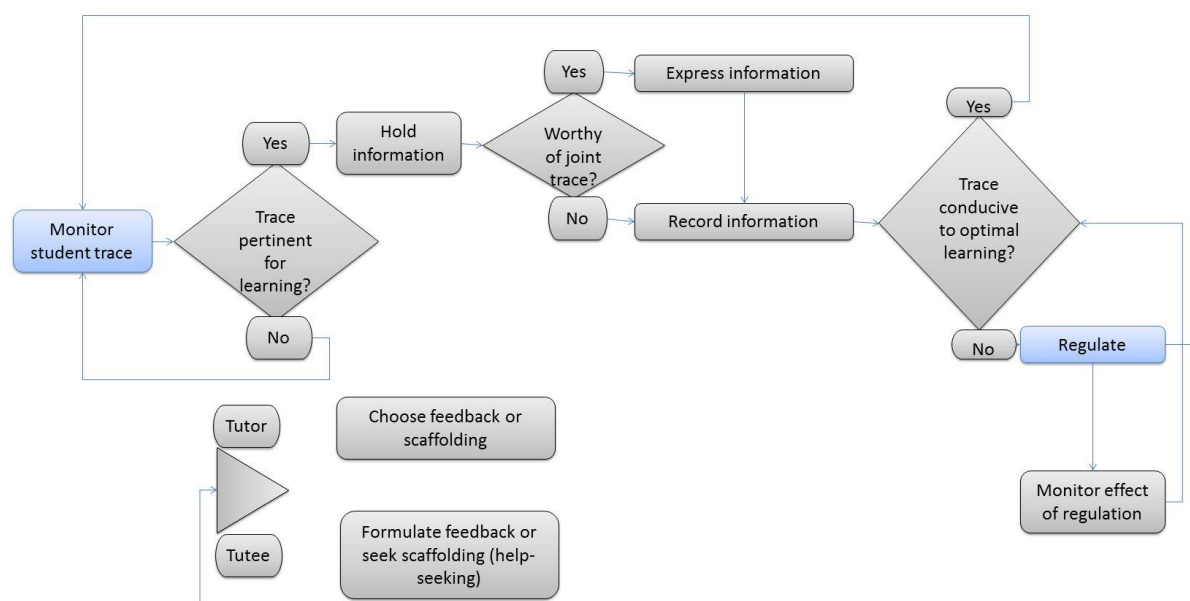 Yes
Express information
Yes
Yes
Hold
information
Worthy
of joint
trace?
No
Record information
Trace
conducive
to optimal
learning?
Monitor
student trace
Trace
pertinent
for
learning?
No
No
Regulate
Tutor
Choose feedback or
scaffolding
Monitor effect
of regulation
Tutee
Formulate feedback or
seek scaffolding (help-
seeking)